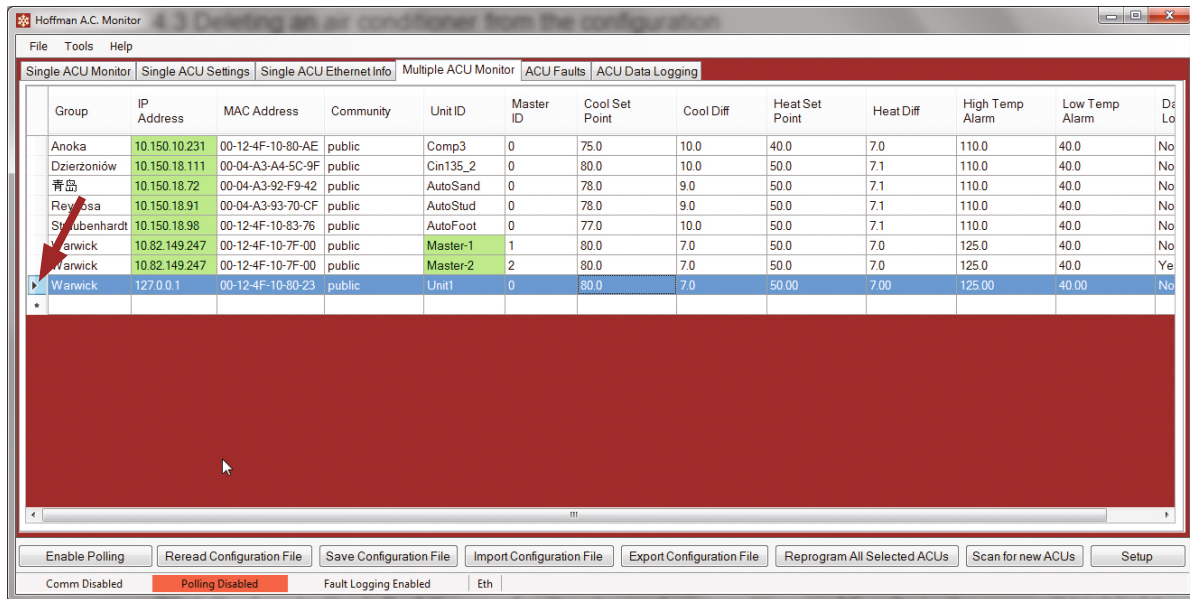 4.3 Deleting an air conditioner from the configuration
Hoffman A.C. Monitor
File Tools Help
Single ACU Monitor Single ACU Settings Single ACU Ethernet Info Multiple ACU Monitor ACU Faults ACU Data Logging
Group IP Address MAC Address Community Unit ID Master ID Cool Set Point Cool Diff Heat Set Point Heat Diff High Temp Alarm Low Temp Alarm Da Lo
Anoka 10.150.10.231 00-12-4F-10-80-AE public Comp3 0 75.0 10.0 40.0 7.0 110.0 40.0 No
Dzierżoniów 10.150.18.111 00-04-A3-A4-5C-9F public Cin135_2 0 80.0 10.0 50.0 7.1 110.0 40.0 No
青岛 10.150.18.72 00-04-A3-92-F9-42 public AutoSand 0 78.0 9.0 50.0 7.1 110.0 40.0 No
Reynosa 10.150.18.91 00-04-A3-93-70-CF public AutoStud 0 78.0 9.0 50.0 7.1 110.0 40.0 No
Straubenhardt 10.150.18.98 00-12-4F-10-83-76 public AutoFoot 0 77.0 10.0 50.0 7.1 110.0 40.0 No
Warwick 10.82.149.247 00-12-4F-10-7F-00 public Master-1 1 80.0 7.0 50.0 7.0 125.0 40.0 No
Warwick 10.82.149.247 00-12-4F-10-7F-00 public Master-2 2 80.0 7.0 50.0 7.0 125.0 40.0 Ye
Warwick 127.0.0.1 00-12-4F-10-80-23 public Unit1 0 80.0 7.0 50.00 7.00 125.00 40.00 No
Enable Polling Reread Configuration File Save Configuration File Import Configuration File Export Configuration File Reprogram All Selected ACUs Scan for new ACUs Setup
Comm Disabled Polling Disabled Fault Logging Enabled Eth